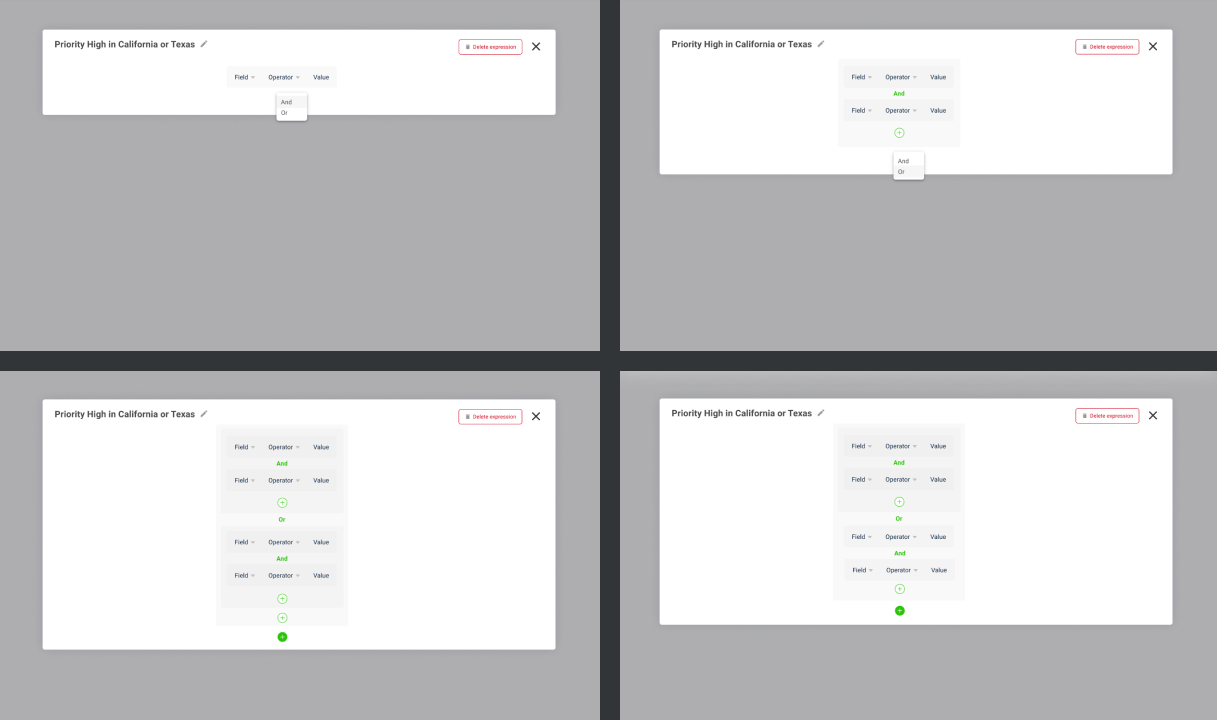 Priority High in California or Texas
Delete expression
Field Operator Value
And
Or
Priority High in California or Texas
Delete expression
Field Operator Value
And
Field Operator Value
And
Or
Priority High in California or Texas
Delete expression
Field Operator Value
And
Field Operator Value
Or
Field Operator Value
And
Field Operator Value
Priority High in California or Texas
Delete expression
Field Operator Value
And
Field Operator Value
Or
Field Operator Value
And
Field Operator Value